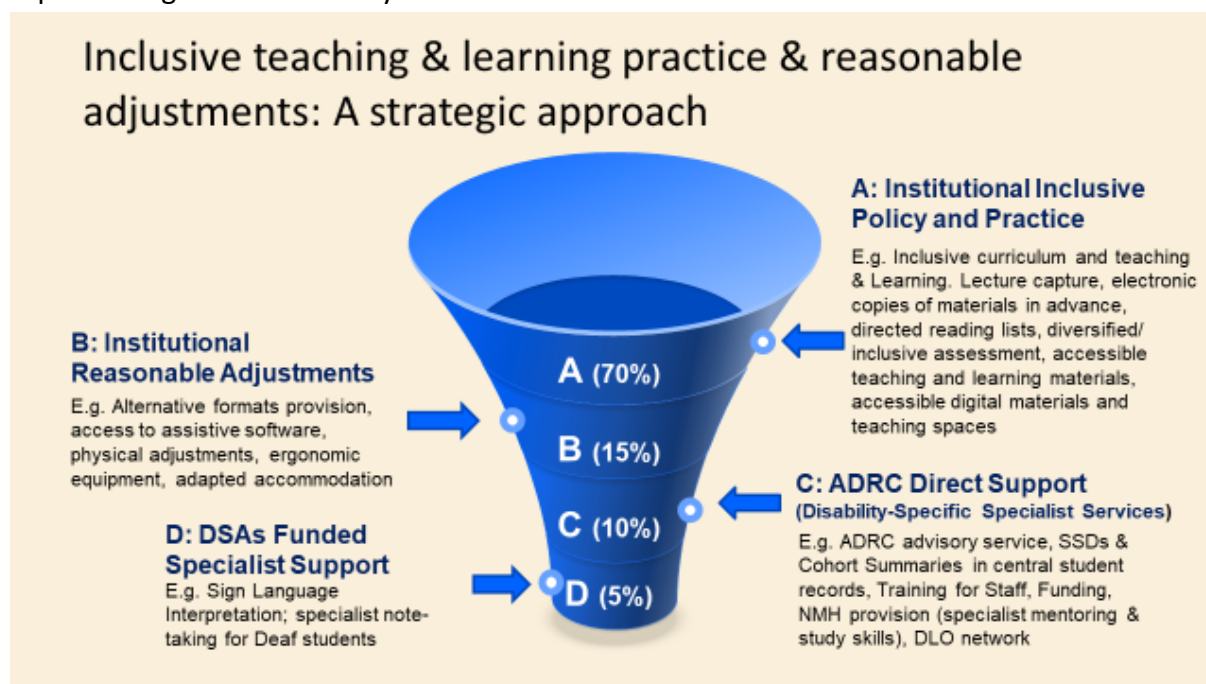 Inclusive teaching & learning practice & reasonable
adjustments: A strategic approach
A: Institutional Inclusive
Policy and Practice
E.g. Inclusive curriculum and teaching
& Learning. Lecture capture, electronic
copies of materials in advance,
directed reading lists, diversified/
inclusive assessment, accessible
teaching and learning materials,
accessible digital materials and
teaching spaces
B: Institutional
Reasonable Adjustments
E.g. Alternative formats provision,
access to assistive software,
physical adjustments, ergonomic
equipment, adapted accommodation
A (70%)
B (15%)
C (10%)
D (5%)
C: ADRC Direct Support
(Disability-Specific Specialist Services)
E.g. ADRC advisory service, SSDs &
Cohort Summaries in central student
records, Training for Staff, Funding,
NMH provision (specialist mentoring &
study skills), DLO network
D: DSAs Funded
Specialist Support
E.g. Sign Language
Interpretation; specialist note-
taking for Deaf students